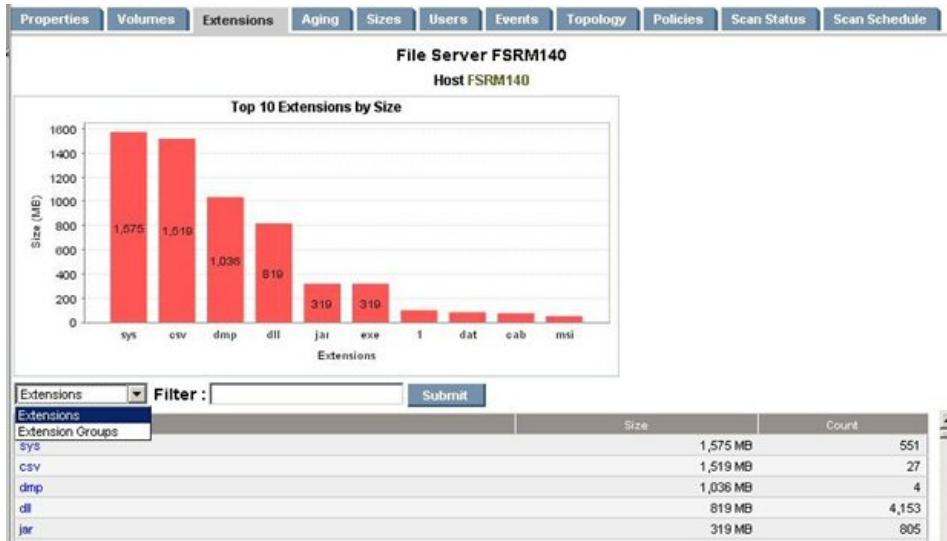 Properties Volumes Extensions Aging Sizes Users Events Topology Policies Scan Status Scan Schedule
File Server FSRM140
Host FSRM140
Top 10 Extensions by Size
1600
1400
1200
1000
800
600
400
200
0
Size (MB)
1,575 1,519 1,036 819 319 319
sys csv dmp dll jar exe 1 dat cab msi
Extensions
Extensions Filter : Submit
Extensions
Extension Groups
Size Count
sys 1,575 MB 551
csv 1,519 MB 27
dmp 1,036 MB 4
dll 819 MB 4,153
jar 319 MB 805